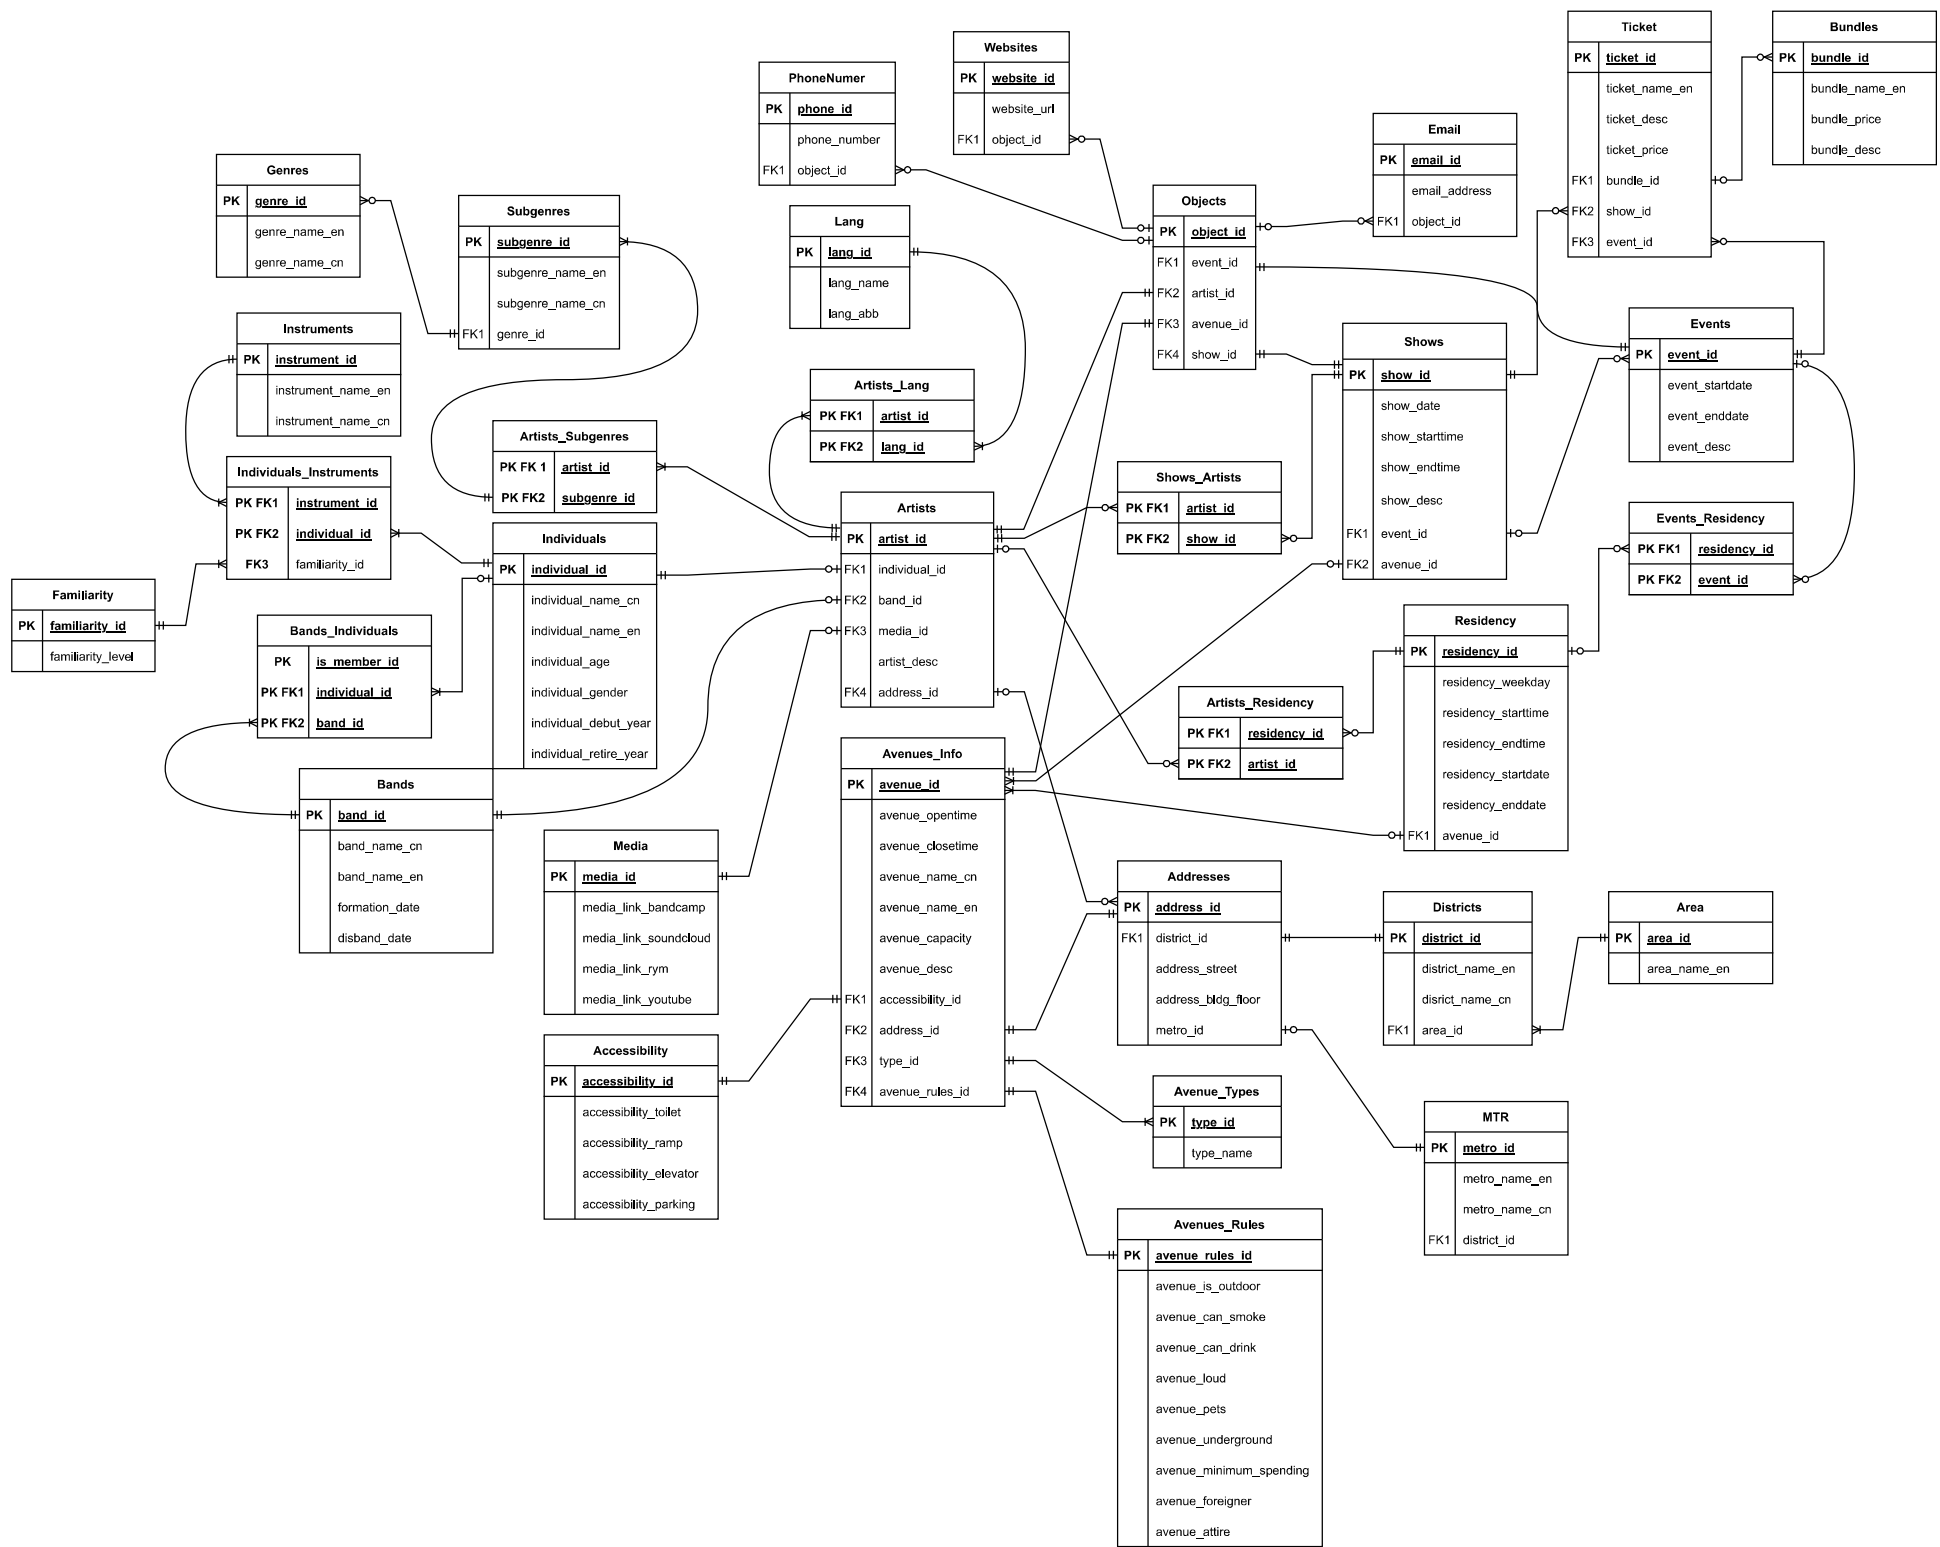 Websites
PK website_id
website_url
FK1 object_id
Ticket
PK ticket_id
ticket_name_en
ticket_desc
ticket_price
FK1 bundle_id
FK2 show_id
FK3 event_id
Bundles
PK bundle_id
bundle_name_en
bundle_price
bundle_desc
PhoneNumer
PK phone_id
phone_number
FK1 object_id
Email
PK email_id
email_address
FK1 object_id
Genres
PK genre_id
genre_name_en
genre_name_cn
Subgenres
PK subgenre_id
subgenre_name_en
subgenre_name_cn
FK1 genre_id
Lang
PK lang_id
lang_name
lang_abb
Objects
PK object_id
FK1 event_id
FK2 artist_id
FK3 avenue_id
FK4 show_id
Instruments
PK instrument_id
instrument_name_en
instrument_name_cn
Shows
PK show_id
show_date
show_starttime
show_endtime
show_desc
FK1 event_id
FK2 avenue_id
Events
PK event_id
event_startdate
event_enddate
event_desc
Artists_Lang
PK FK1 artist_id
PK FK2 lang_id
Artists_Subgenres
PK FK 1 artist_id
PK FK2 subgenre_id
Individuals_Instruments
PK FK1 instrument_id
PK FK2 individual_id
FK3 familiarity_id
Shows_Artists
PK FK1 artist_id
PK FK2 show_id
Artists
PK artist_id
FK1 individual_id
FK2 band_id
FK3 media_id
artist_desc
FK4 address_id
Events_Residency
PK FK1 residency_id
PK FK2 event_id
Individuals
PK individual_id
individual_name_cn
individual_name_en
individual_age
individual_gender
individual_debut_year
individual_retire_year
Familiarity
PK familiarity_id
familiarity_level
Bands_Individuals
PK is_member_id
PK FK1 individual_id
PK FK2 band_id
Residency
PK residency_id
residency_weekday
residency_starttime
residency_endtime
residency_startdate
residency_enddate
FK1 avenue_id
Artists_Residency
PK FK1 residency_id
PK FK2 artist_id
Avenues_Info
PK avenue_id
avenue_opentime
avenue_closetime
avenue_name_cn
avenue_name_en
avenue_capacity
avenue_desc
FK1 accessibility_id
FK2 address_id
FK3 type_id
FK4 avenue_rules_id
Bands
PK band_id
band_name_cn
band_name_en
formation_date
disband_date
Media
PK media_id
media_link_bandcamp
media_link_soundcloud
media_link_rym
media_link_youtube
Addresses
PK address_id
FK1 district_id
address_street
address_bldg_floor
metro_id
Districts
PK district_id
district_name_en
disrict_name_cn
FK1 area_id
Area
PK area_id
area_name_en
Accessibility
PK accessibility_id
accessibility_toilet
accessibility_ramp
accessibility_elevator
accessibility_parking
Avenue_Types
PK type_id
type_name
MTR
PK metro_id
metro_name_en
metro_name_cn
FK1 district_id
Avenues_Rules
PK avenue_rules_id
avenue_is_outdoor
avenue_can_smoke
avenue_can_drink
avenue_loud
avenue_pets
avenue_underground
avenue_minimum_spending
avenue_foreigner
avenue_attire